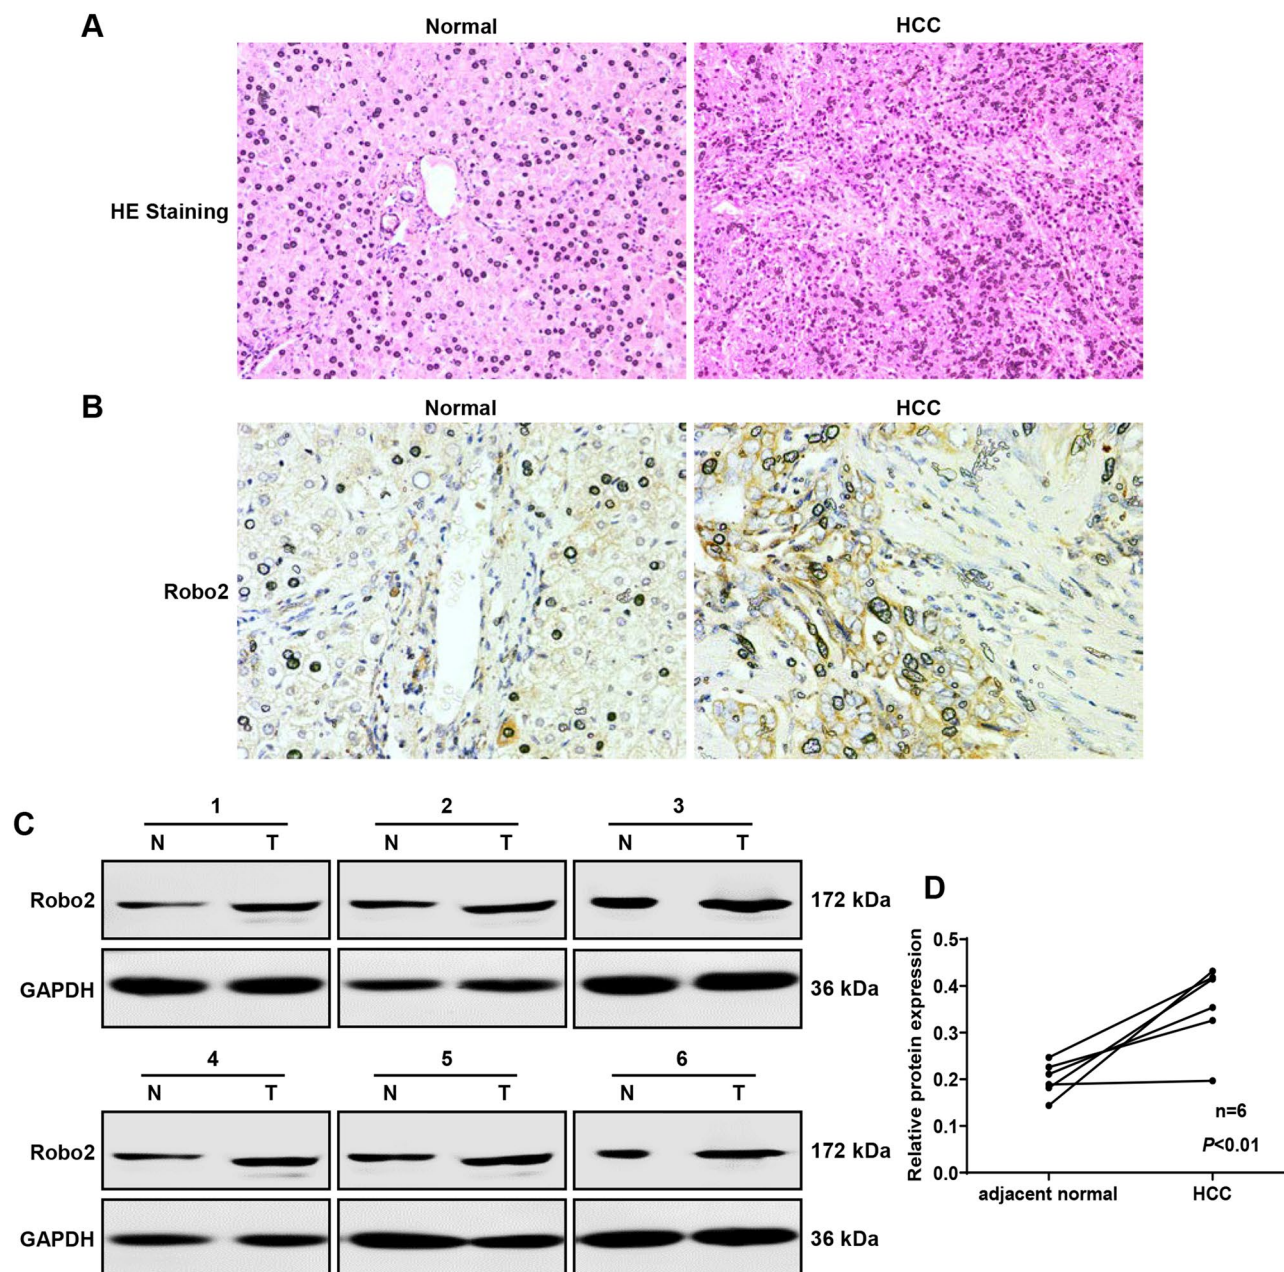 A
Normal
HCC
HE Staining
B
Normal
HCC
Robo2
C
1
2
3
N
T
N
T
N
T
Robo2
172 kDa
GAPDH
36 kDa
4
5
6
N
T
N
T
N
T
Robo2
172 kDa
GAPDH
36 kDa
D
Relative protein expression
0.5
0.4
0.3
0.2
0.1
0.0
n=6
P<0.01
adjacent normal
HCC